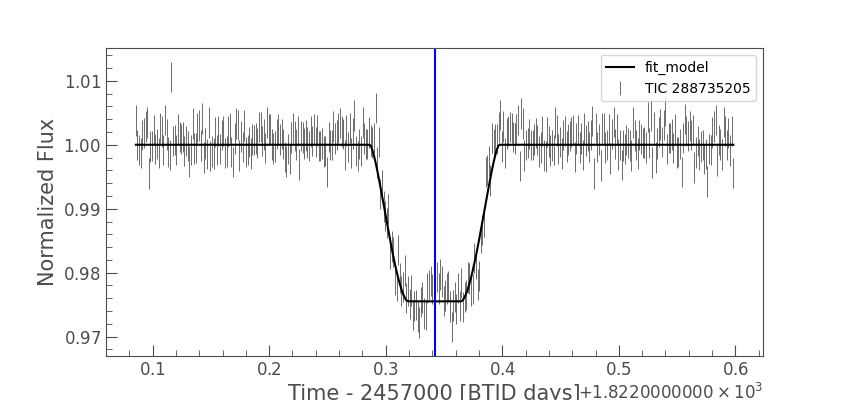 fit_model
TIC 288735205
Normalized Flux
1.01
1.00
0.99
0.98
0.97
0.1 0.2 0.3 0.4 0.5 0.6
Time - 2457000 [BTJD days]
+1.8220000000 × 10³